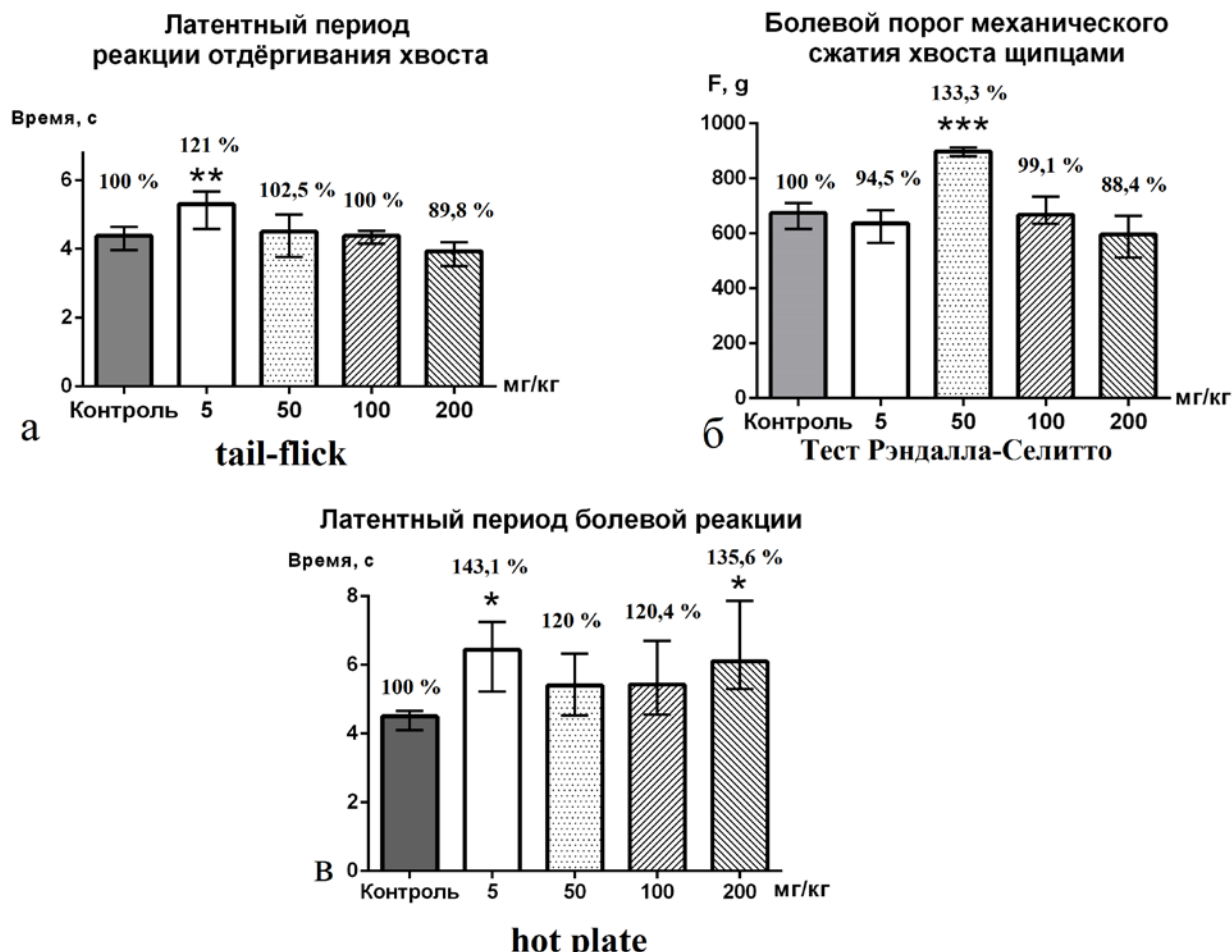 Латентный период
реакции отдёргивания хвоста
Время, с
6
4
2
0
100 %
121 %
**
102,5 %
100 %
89,8 %
Контроль 5 50 100 200 мг/кг
а
tail-flick
Болевой порог механического
сжатия хвоста щипцами
F, g
1000
800
600
400
200
0
100 %
94,5 %
133,3 %
***
99,1 %
88,4 %
Контроль 5 50 100 200 мг/кг
б
Тест Рэндалла-Селитто
Латентный период болевой реакции
Время, с
8
6
4
2
0
100 %
143,1 %
*
120 %
120,4 %
135,6 %
*
Контроль 5 50 100 200 мг/кг
в
hot plate